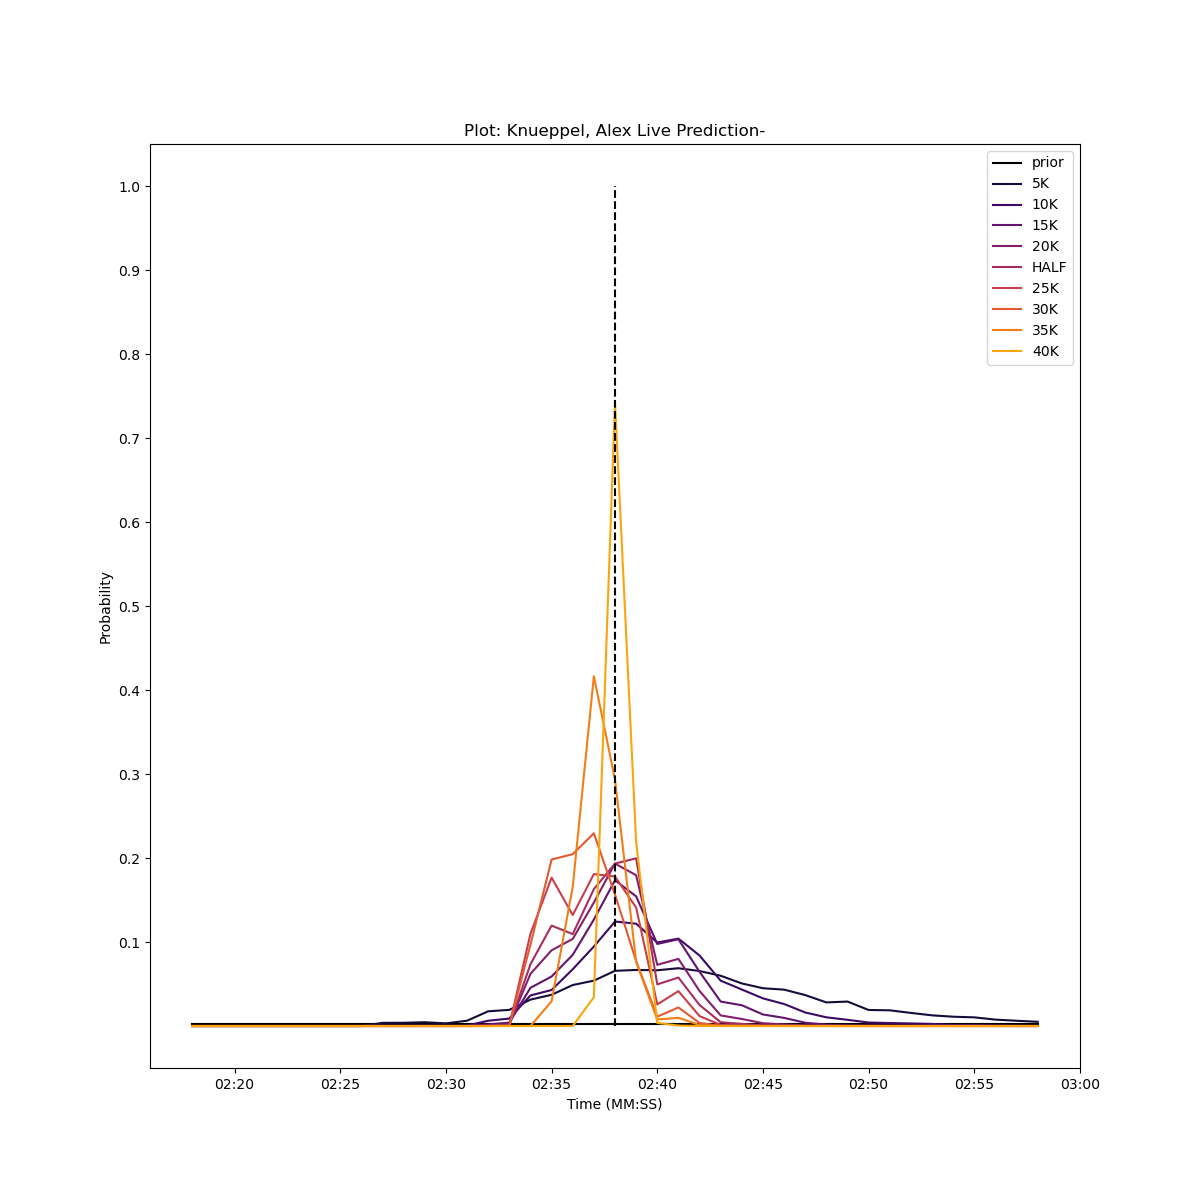 Plot: Knueppel, Alex Live Prediction-
prior
5K
10K
15K
20K
HALF
25K
30K
35K
40K
1.0
0.9
0.8
0.7
0.6
0.5
0.4
0.3
0.2
0.1
Probability
02:20
02:25
02:30
02:35
02:40
02:45
02:50
02:55
03:00
Time (MM:SS)